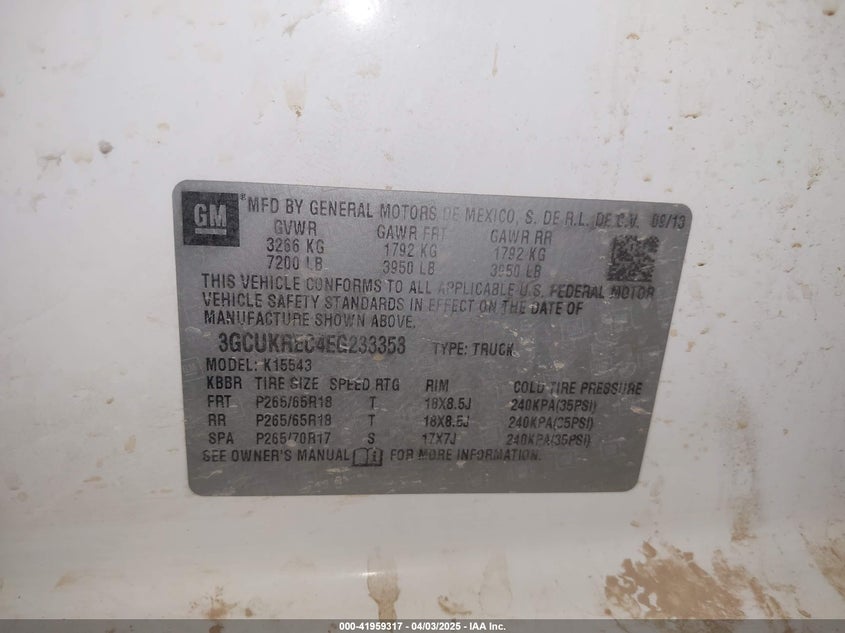 GM
*MFD BY GENERAL MOTORS DE MEXICO, S. DE R.L. DE C.V. 09/13
GVWR GAWR FRT GAWR RR
3266 KG 1792 KG 1792 KG
7200 LB 3950 LB 3950 LB
THIS VEHICLE CONFORMS TO ALL APPLICABLE U.S. FEDERAL MOTOR
VEHICLE SAFETY STANDARDS IN EFFECT ON THE DATE OF
MANUFACTURE SHOWN ABOVE.
3GCUKREC4EG233353 TYPE: TRUCK
MODEL: K15543
KBBR TIRE SIZE SPEED RTG RIM COLD TIRE PRESSURE
FRT P265/65R18 T 18X8.5J 240KPA(35PSI)
RR P265/65R18 T 18X8.5J 240KPA(35PSI)
SPA P265/70R17 S 17X7J 240KPA(35PSI)
SEE OWNER'S MANUAL FOR MORE INFORMATION.
000-41959317 - 04/03/2025 - IAA Inc.